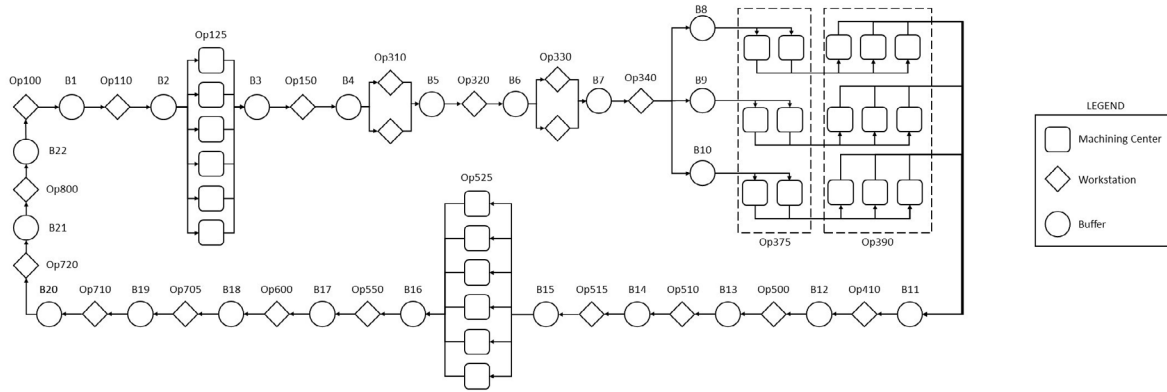 B8
Op125
Op310
Op330
Op100
B1
Op110
B2
B3
Op150
B4
B5
Op320
B6
B7
Op340
B9
B10
Op375
Op390
LEGEND
Machining Center
Workstation
Buffer
B22
Op800
B21
Op720
Op525
B20
Op710
B19
Op705
B18
Op600
B17
Op550
B16
B15
Op515
B14
Op510
B13
Op500
B12
Op410
B11